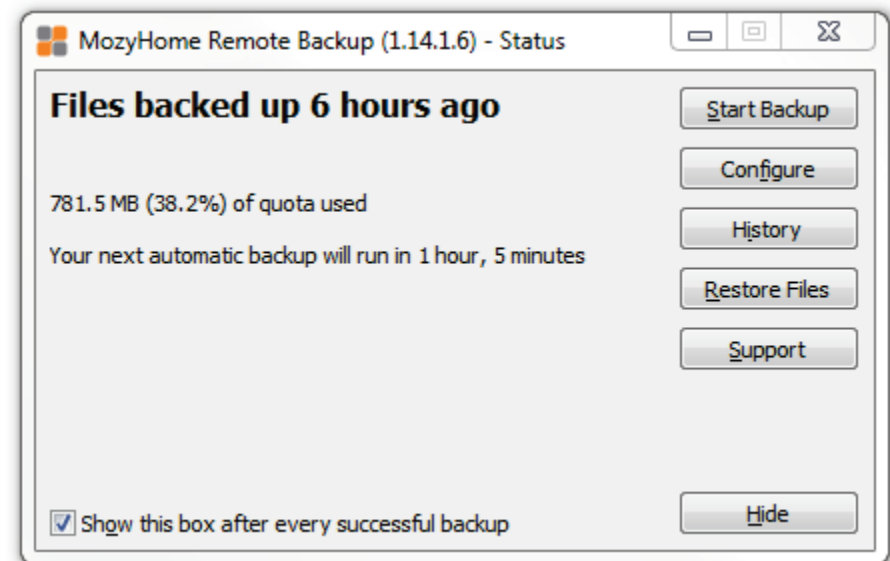 MozyHome Remote Backup (1.14.1.6) - Status
Files backed up 6 hours ago
781.5 MB (38.2%) of quota used
Your next automatic backup will run in 1 hour, 5 minutes
Start Backup
Configure
History
Restore Files
Support
Show this box after every successful backup
Hide